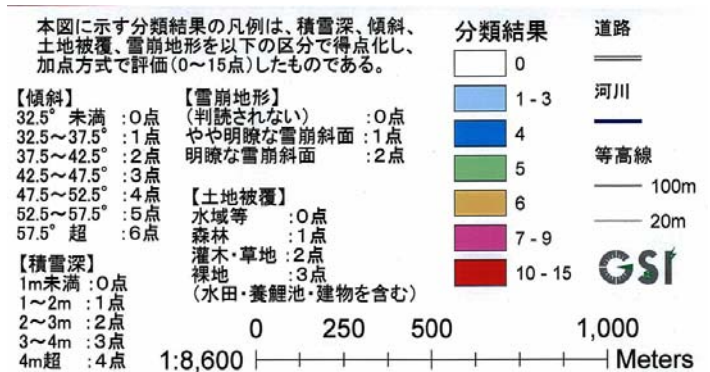 本図に示す分類結果の凡例は、積雪深、傾斜、
土地被覆、雪崩地形を以下の区分で得点化し、
加点方式で評価(0～15点)したものである。
【傾斜】
32.5° 未満 :0点
32.5～37.5° :1点
37.5～42.5° :2点
42.5～47.5° :3点
47.5～52.5° :4点
52.5～57.5° :5点
57.5° 超 :6点
【積雪深】
1m未満 :0点
1～2m :1点
2～3m :2点
3～4m :3点
4m超 :4点
【雪崩地形】
(判読されない) :0点
やや明瞭な雪崩斜面 :1点
明瞭な雪崩斜面 :2点
【土地被覆】
水域等 :0点
森林 :1点
灌木・草地 :2点
裸地 :3点
(水田・養鯉池・建物を含む)
分類結果
0
1 - 3
4
5
6
7 - 9
10 - 15
道路
河川
等高線
100m
20m
GSI
0 250 500 1,000
1:8,600 Meters